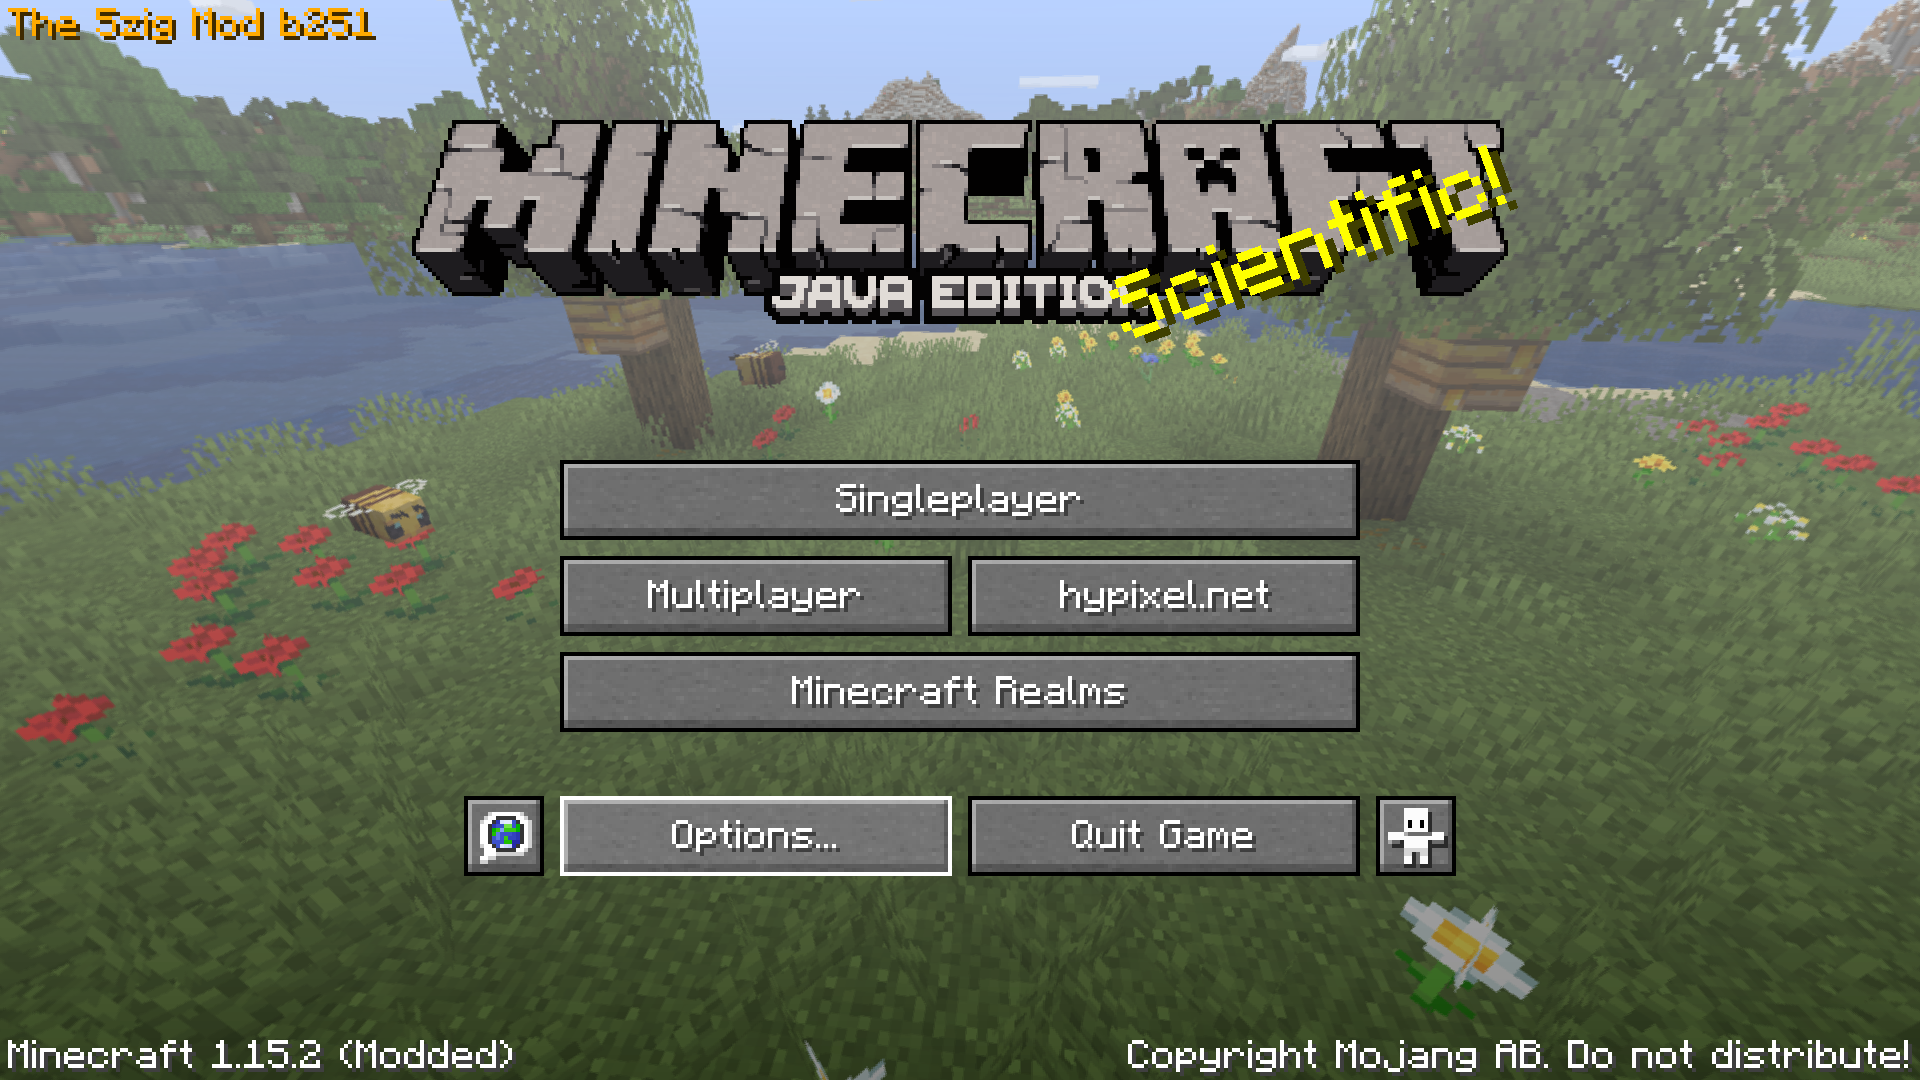 The 5zig Mod b251
MINECRAFT
JAVA EDITION
Scientific!
Singleplayer
Multiplayer
hypixel.net
Minecraft Realms
Options...
Quit Game
Minecraft 1.15.2 (Modded)
Copyright Mojang AB. Do not distribute!